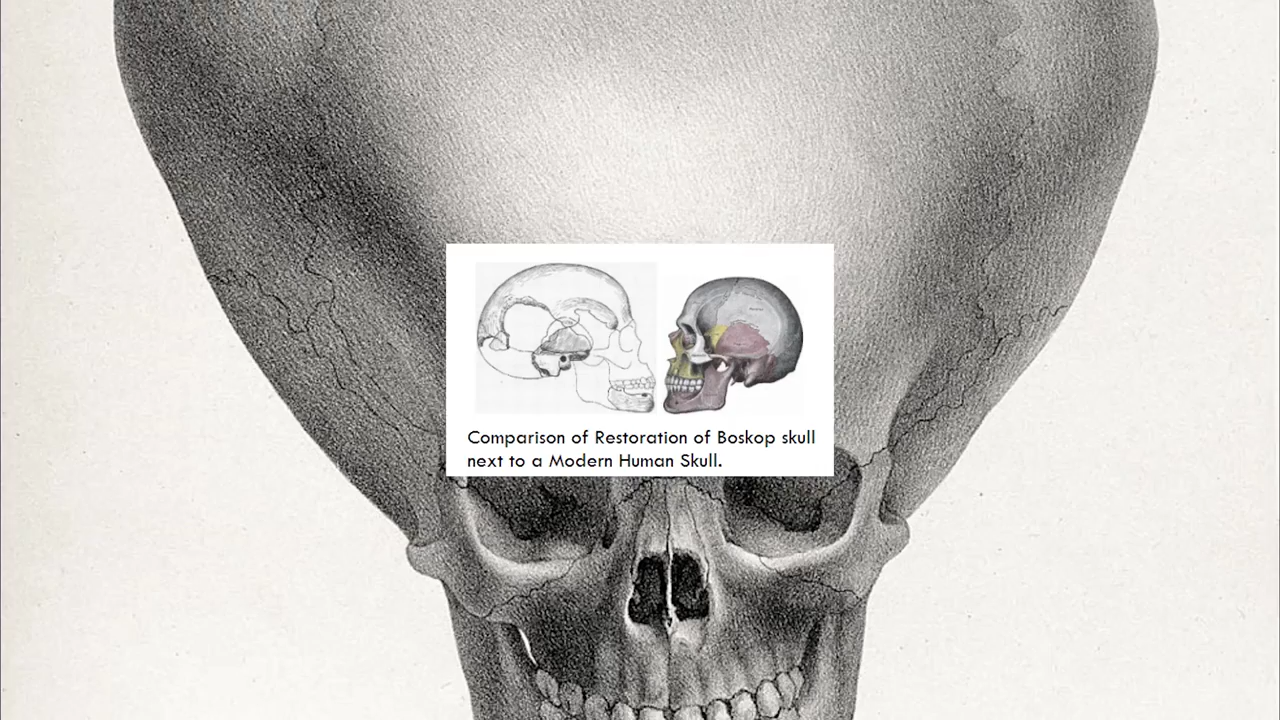 Comparison of Restoration of Boskop skull
next to a Modern Human Skull.